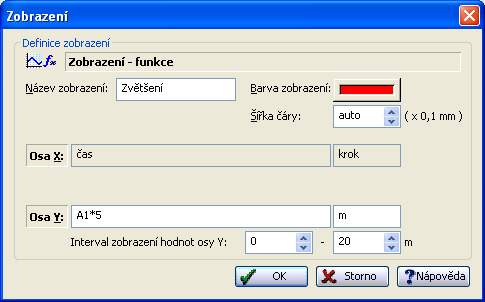 Zobrazení
Definice zobrazení
fx Zobrazení - funkce
Název zobrazení: Zvětšení Barva zobrazení:
Šířka čáry: auto ( x 0,1 mm )
Osa X: čas krok
Osa Y: A1*5 m
Interval zobrazení hodnot osy Y: 0 - 20 m
OK Storno ? Nápověda